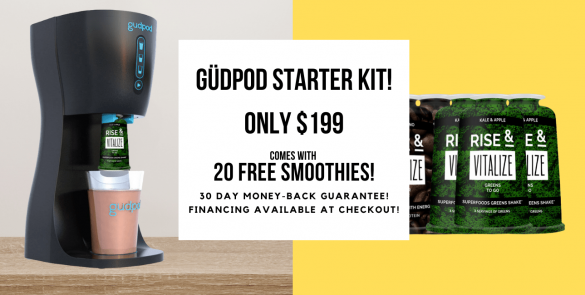 gudpod
RISE &
VITALIZE
gudpod
GÜDPOD STARTER KIT!
ONLY $199
COMES WITH
20 FREE SMOOTHIES!
30 DAY MONEY-BACK GUARANTEE!
FINANCING AVAILABLE AT CHECKOUT!
KALE & APPLE
RISE &
VITALIZE
GREENS
TO GO
SUPERFOODS GREENS SHAKE